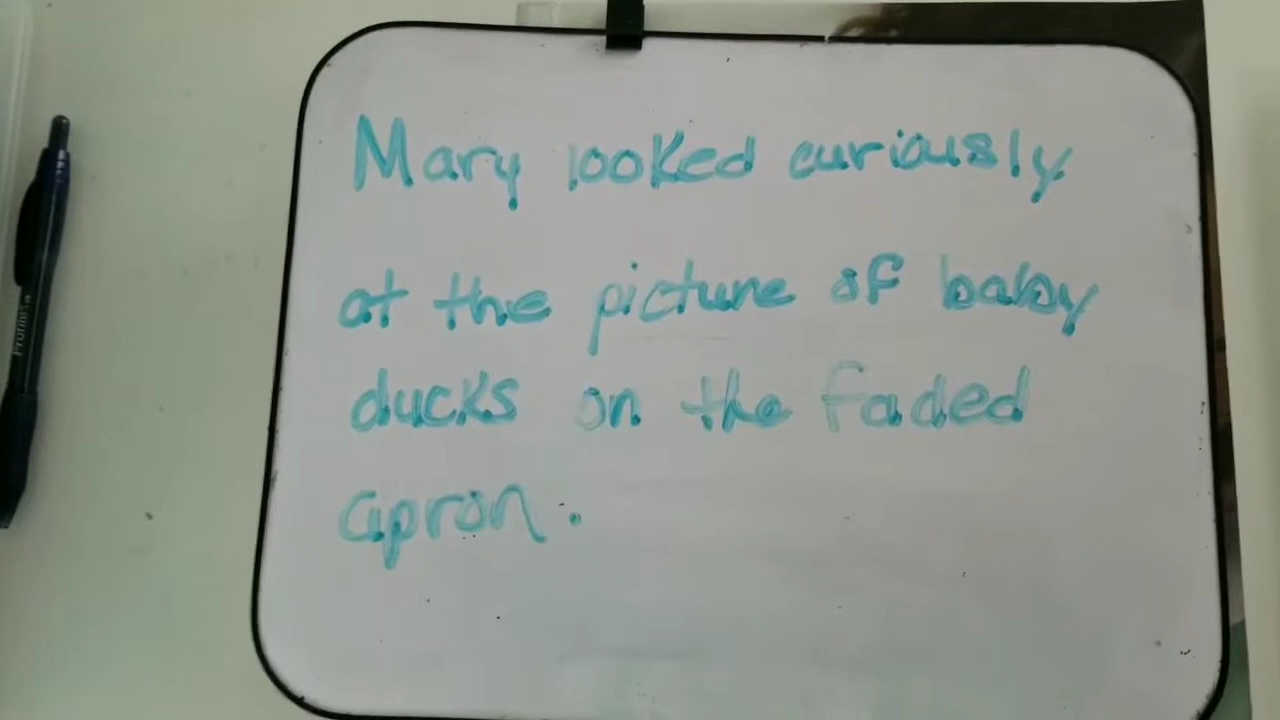 Mary looked curiously
at the picture of baby
ducks on the faded
apron.